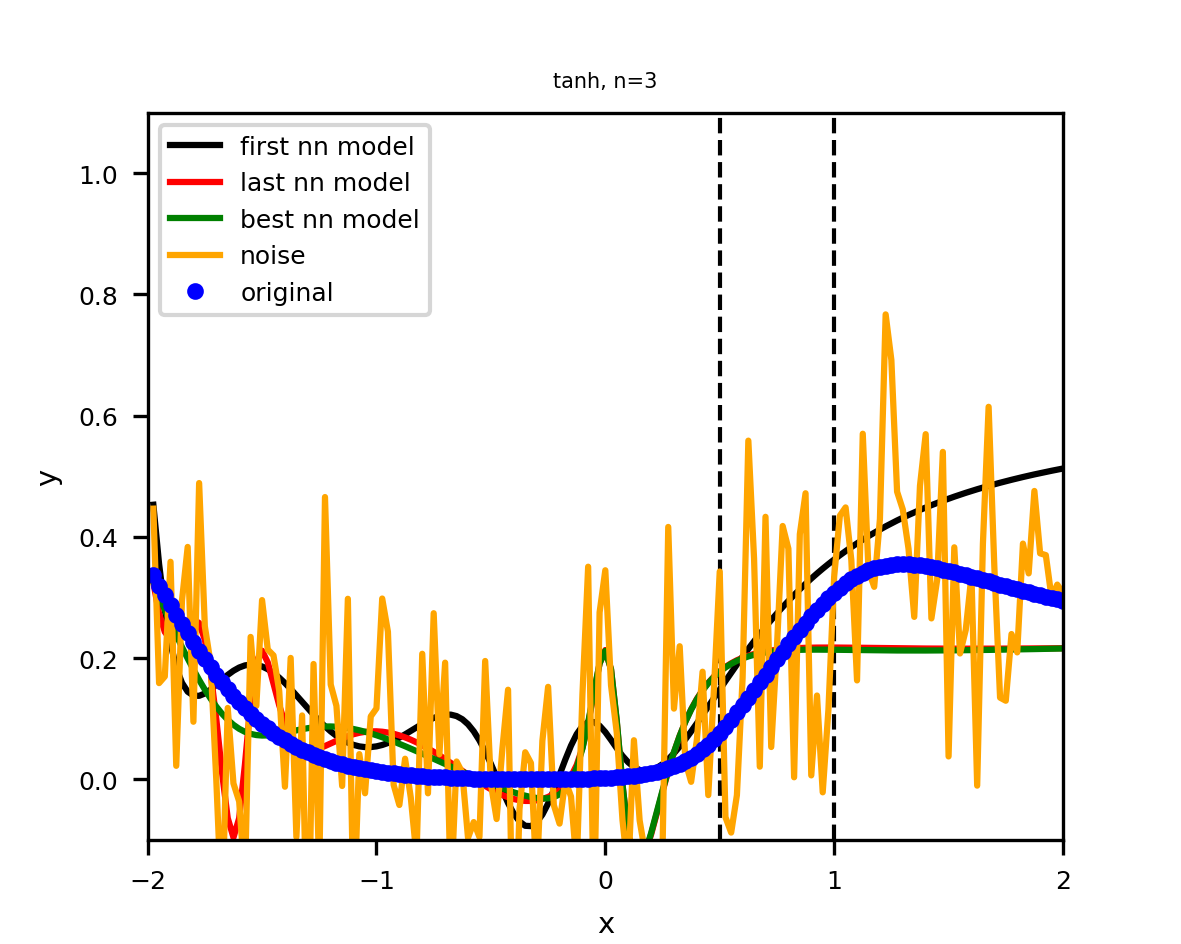 tanh, n=3
first nn model
last nn model
best nn model
noise
original
1.0
0.8
0.6
0.4
0.2
0.0
y
−2
−1
0
1
2
x